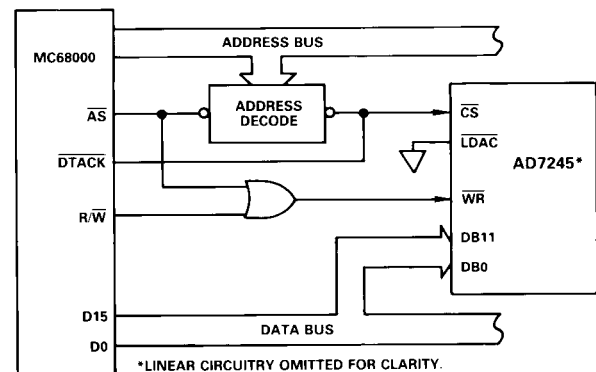 ADDRESS BUS
MC68000
ADDRESS
DECODE
AS
CS
LDAC
AD7245*
DTACK
WR
R/W
DB11
DB0
D15
DATA BUS
D0
*LINEAR CIRCUITRY OMITTED FOR CLARITY.